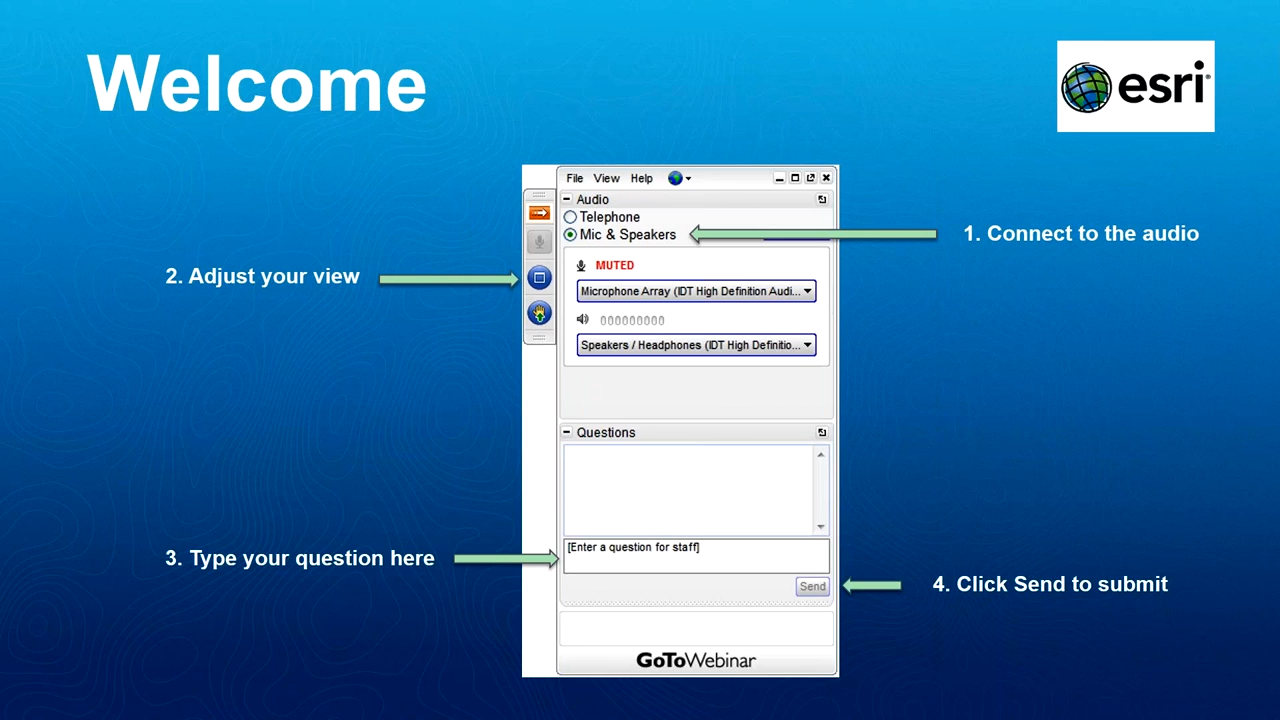 Welcome
esri
File View Help
Audio
Telephone
Mic & Speakers
1. Connect to the audio
MUTED
2. Adjust your view
Microphone Array (IDT High Definition Audi...
000000000
Speakers / Headphones (IDT High Definitio...
Questions
[Enter a question for staff]
3. Type your question here
Send
4. Click Send to submit
GoToWebinar